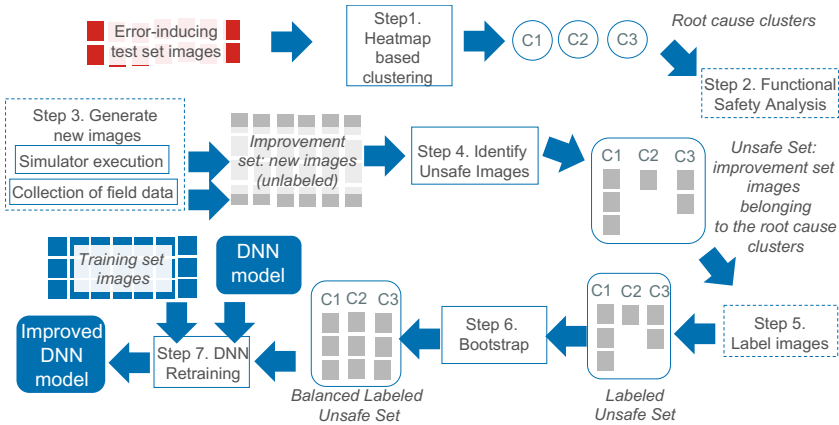 Error-inducing
test set images
Step1.
Heatmap
based
clustering
C1 C2 C3
Root cause clusters
Step 2. Functional
Safety Analysis
Step 3. Generate
new images
Simulator execution
Collection of field data
Improvement
set: new images
(unlabeled)
Step 4. Identify
Unsafe Images
C1 C2 C3
Unsafe Set:
improvement set
images
belonging
to the root cause
clusters
Training set
images
DNN
model
Improved
DNN
model
Step 7. DNN
Retraining
C1 C2 C3
Balanced Labeled
Unsafe Set
Step 6.
Bootstrap
C1 C2 C3
Labeled
Unsafe Set
Step 5.
Label images